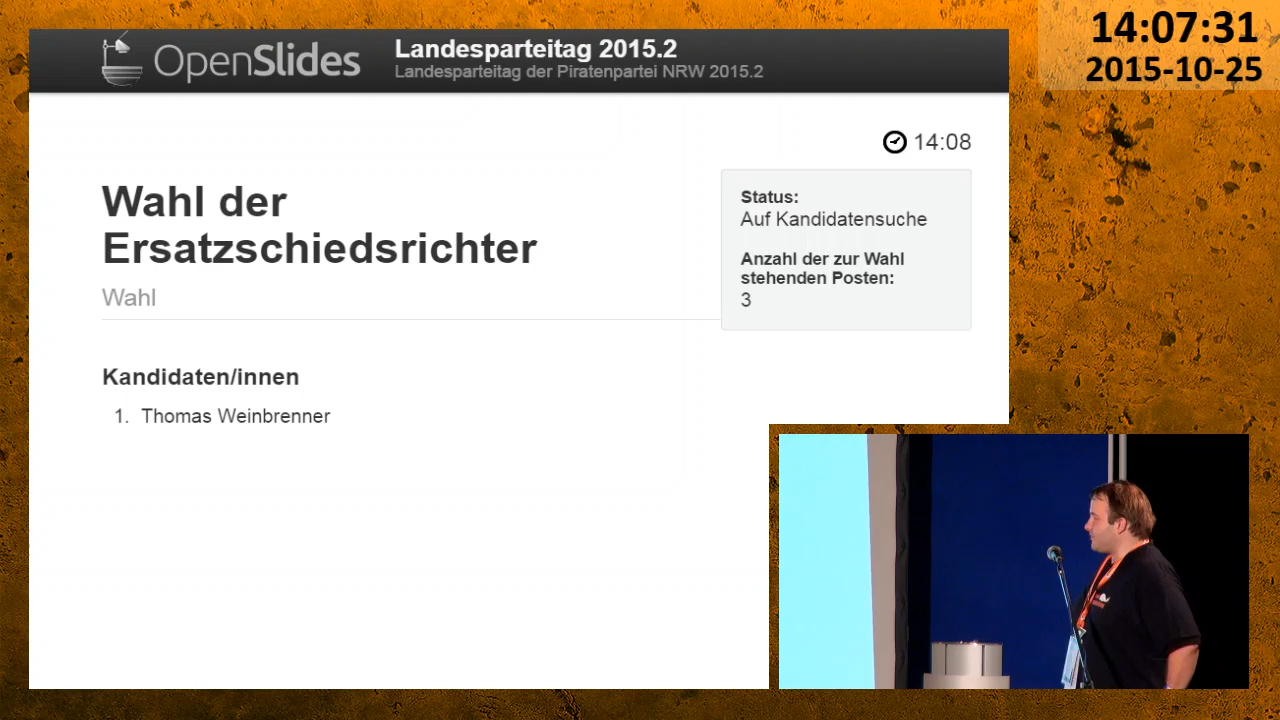 14:07:31
2015-10-25
OpenSlides
Landesparteitag 2015.2
Landesparteitag der Piratenpartei NRW 2015.2
14:08
Wahl der
Ersatzschiedsrichter
Wahl
Status:
Auf Kandidatensuche
Anzahl der zur Wahl
stehenden Posten:
3
Kandidaten/innen
1. Thomas Weinbrenner